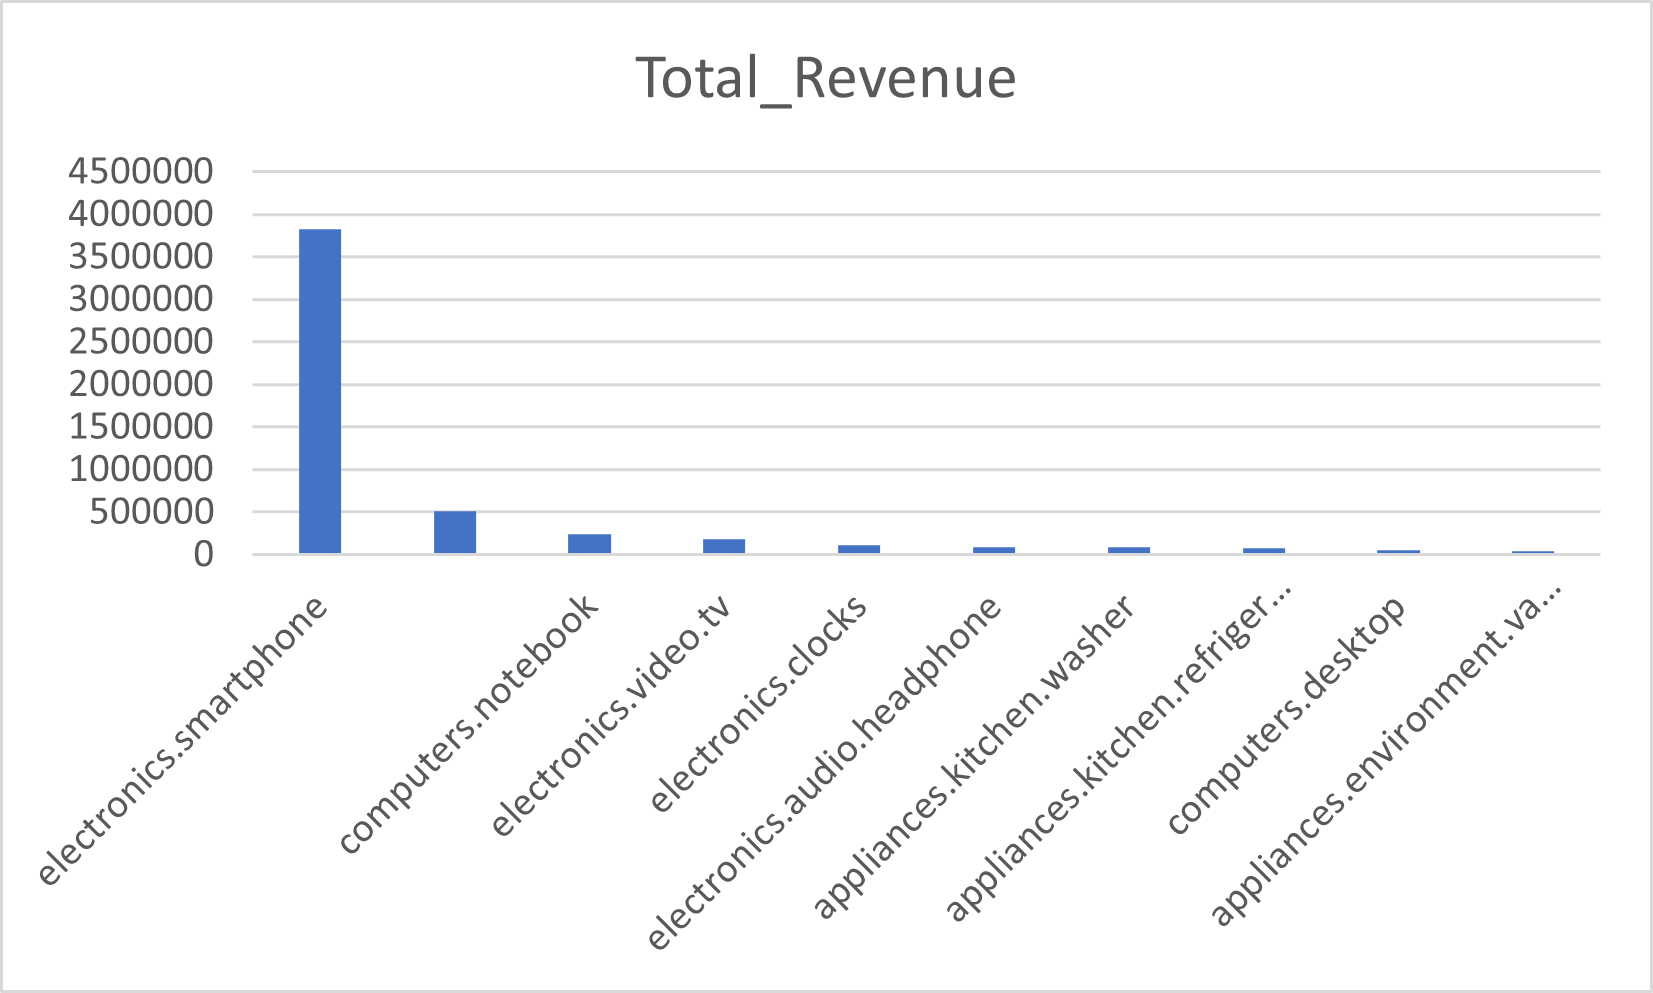 Total_Revenue
4500000
4000000
3500000
3000000
2500000
2000000
1500000
1000000
500000
0
electronics.smartphone
computers.notebook
electronics.video.tv
electronics.clocks
electronics.audio.headphone
appliances.kitchen.washer
appliances.kitchen.refriger...
computers.desktop
appliances.environment.va...